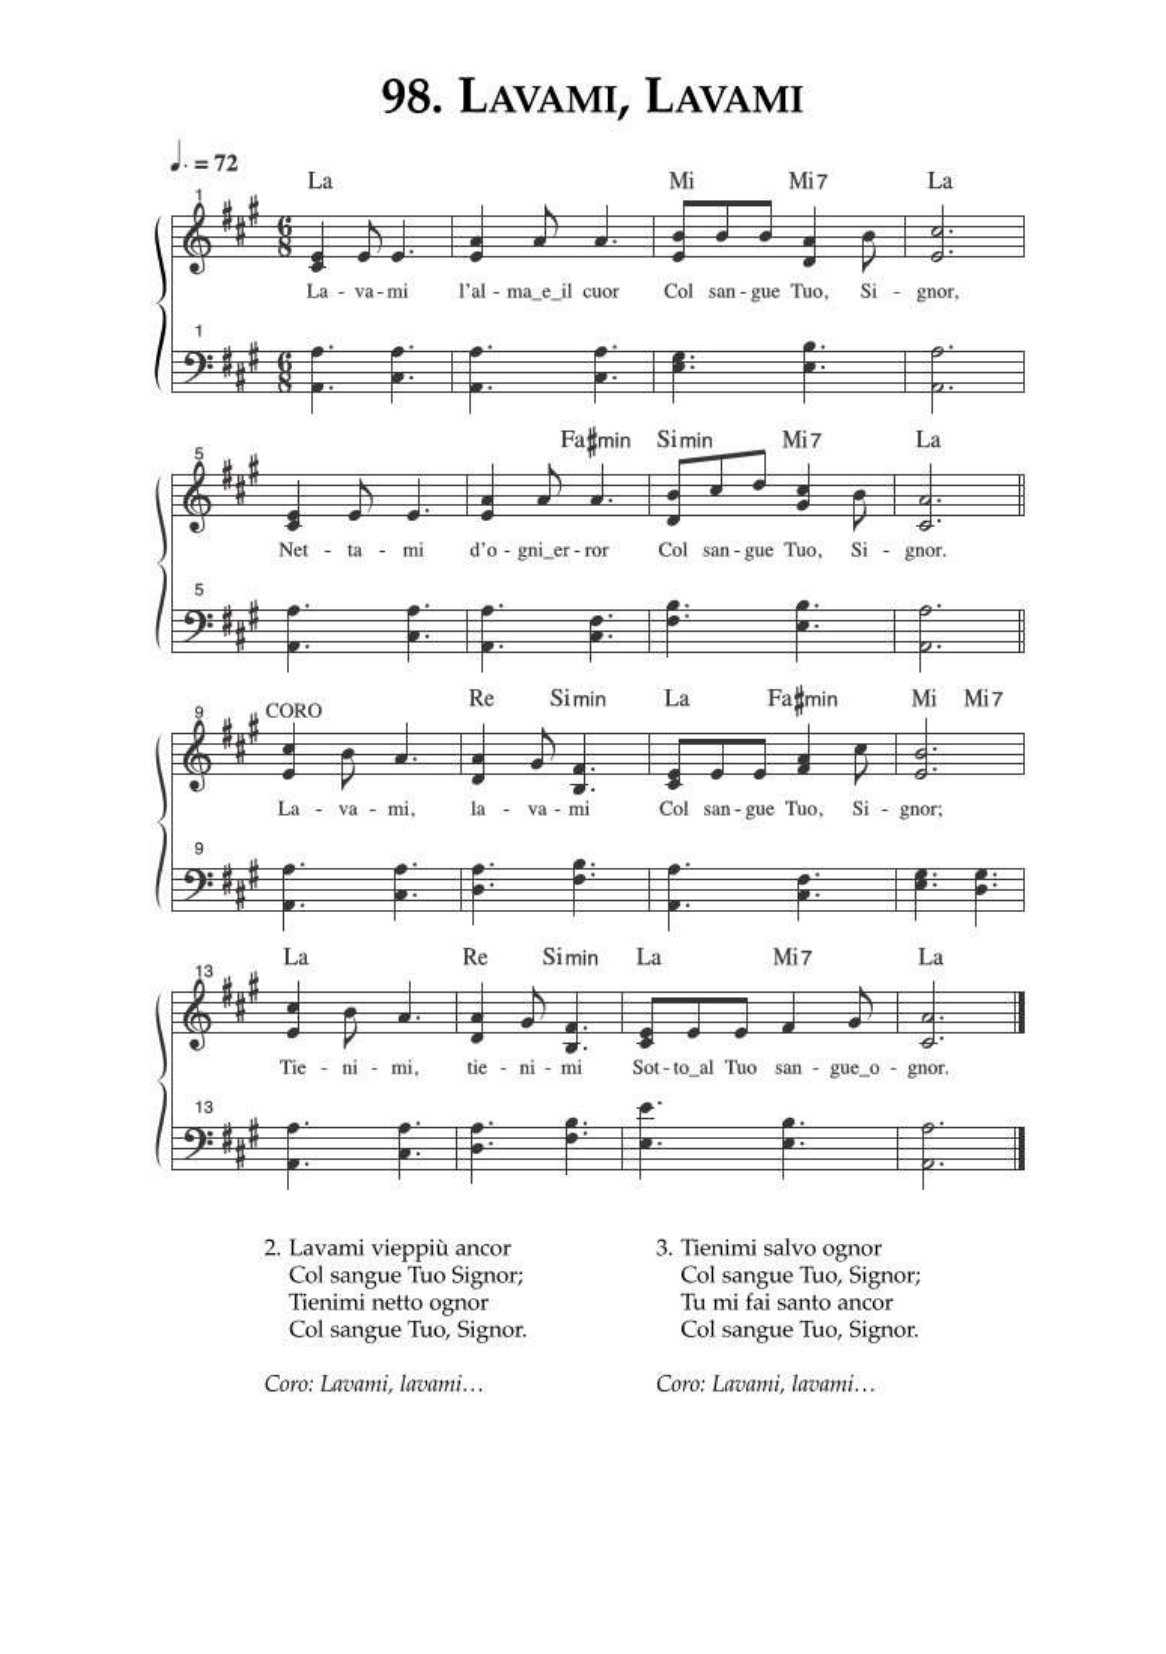 98. LAVAMI, LAVAMI
♩. = 72
La Mi Mi7 La
1
6 8
La - va - mi l'al - ma_e_il cuor Col san - gue Tuo, Si - gnor,
1
6 8
Fa♯min Simin Mi7 La
5
Net - ta - mi d'o - gni_er - ror Col san - gue Tuo, Si - gnor.
5
Re Simin La Fa♯min Mi Mi7
9 CORO
La - va - mi, la - va - mi Col san - gue Tuo, Si - gnor;
9
La Re Simin La Mi7 La
13
Tie - ni - mi, tie - ni - mi Sot - to_al Tuo san - gue_o - gnor.
13
2. Lavami vieppiù ancor
Col sangue Tuo Signor;
Tienimi netto ognor
Col sangue Tuo, Signor.
Coro: Lavami, lavami…
3. Tienimi salvo ognor
Col sangue Tuo, Signor;
Tu mi fai santo ancor
Col sangue Tuo, Signor.
Coro: Lavami, lavami…